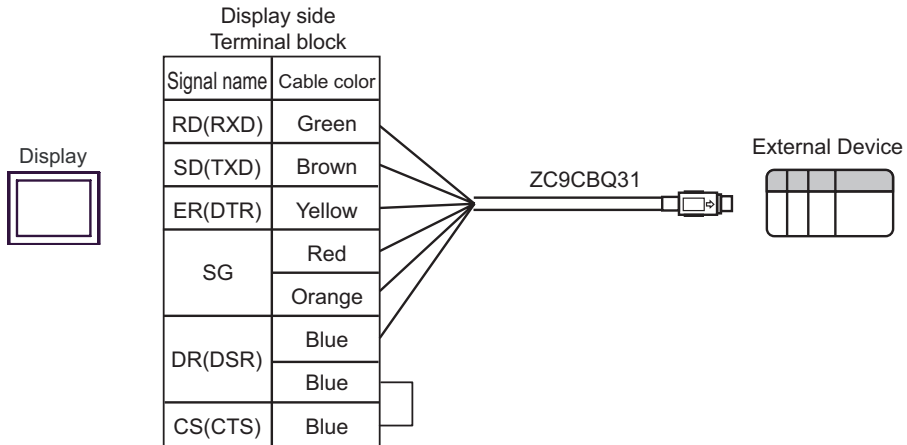 Display side
Terminal block
Signal name Cable color
RD(RXD) Green
SD(TXD) Brown
ER(DTR) Yellow
SG Red
Orange
DR(DSR) Blue
Blue
CS(CTS) Blue
Display
ZC9CBQ31
External Device